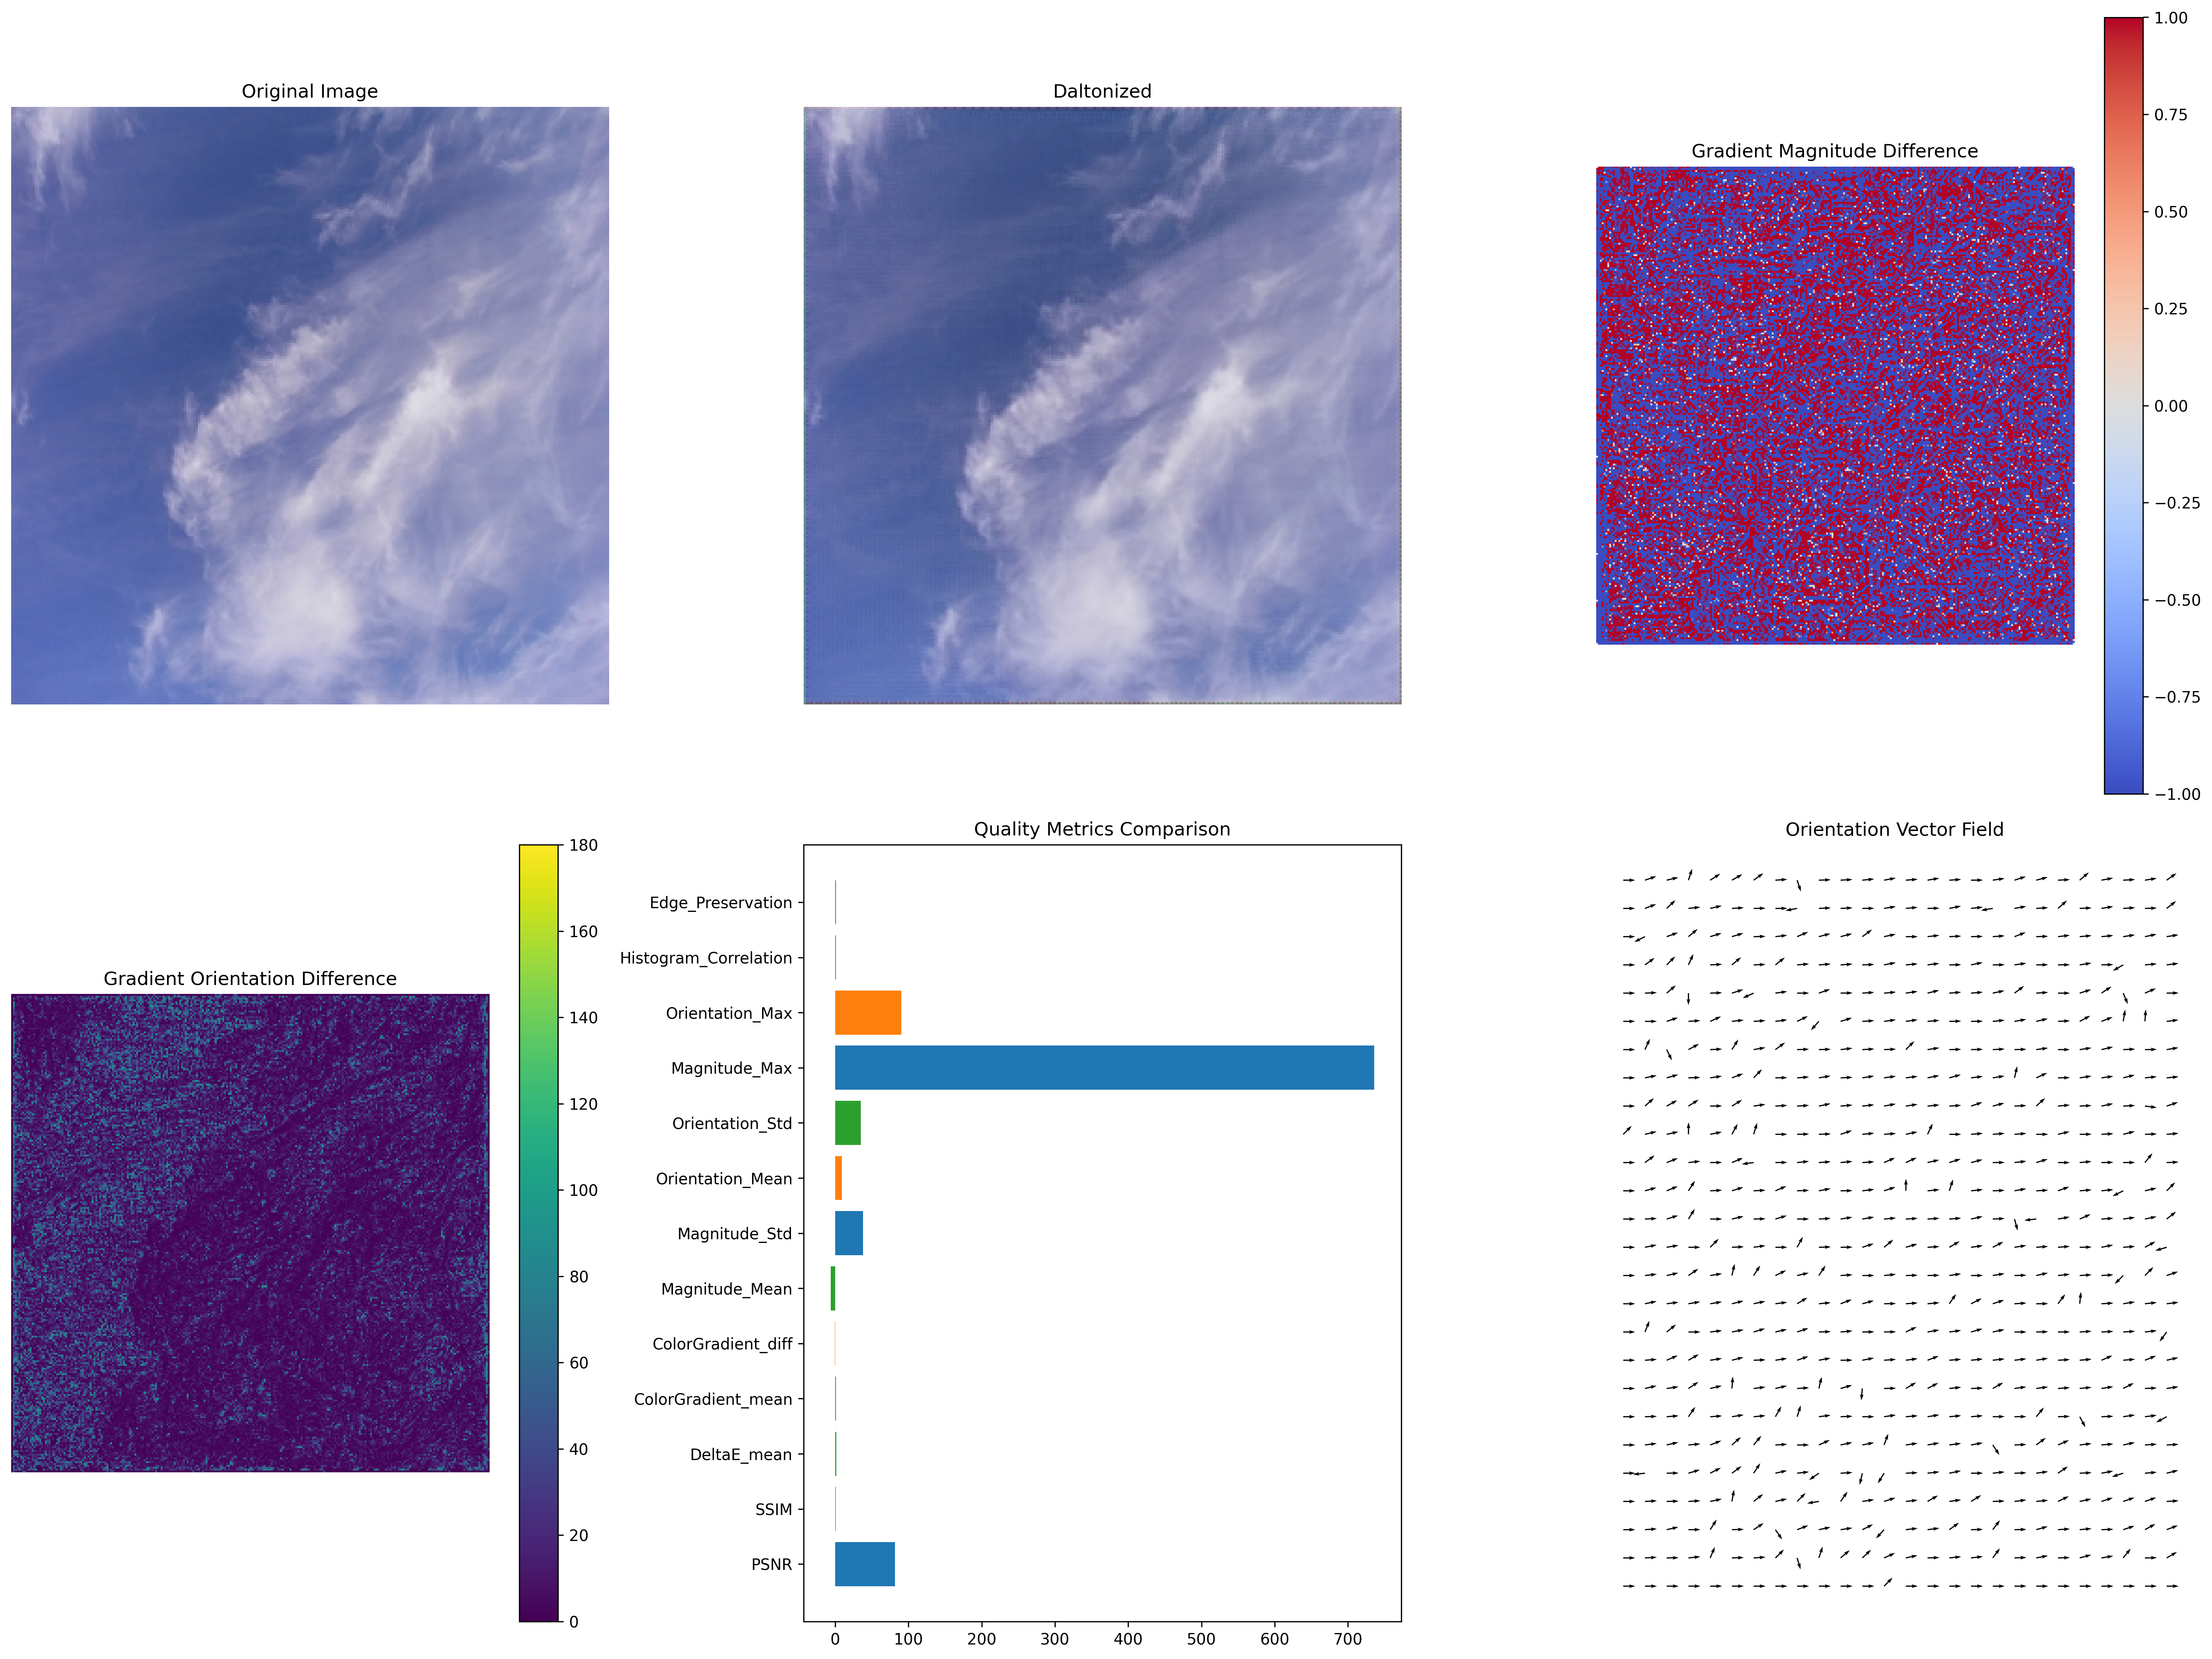 Original Image
Daltonized
Gradient Magnitude Difference
1.00
0.75
0.50
0.25
0.00
−0.25
−0.50
−0.75
−1.00
Gradient Orientation Difference
180
160
140
120
100
80
60
40
20
0
Quality Metrics Comparison
Edge_Preservation
Histogram_Correlation
Orientation_Max
Magnitude_Max
Orientation_Std
Orientation_Mean
Magnitude_Std
Magnitude_Mean
ColorGradient_diff
ColorGradient_mean
DeltaE_mean
SSIM
PSNR
0 100 200 300 400 500 600 700
Orientation Vector Field